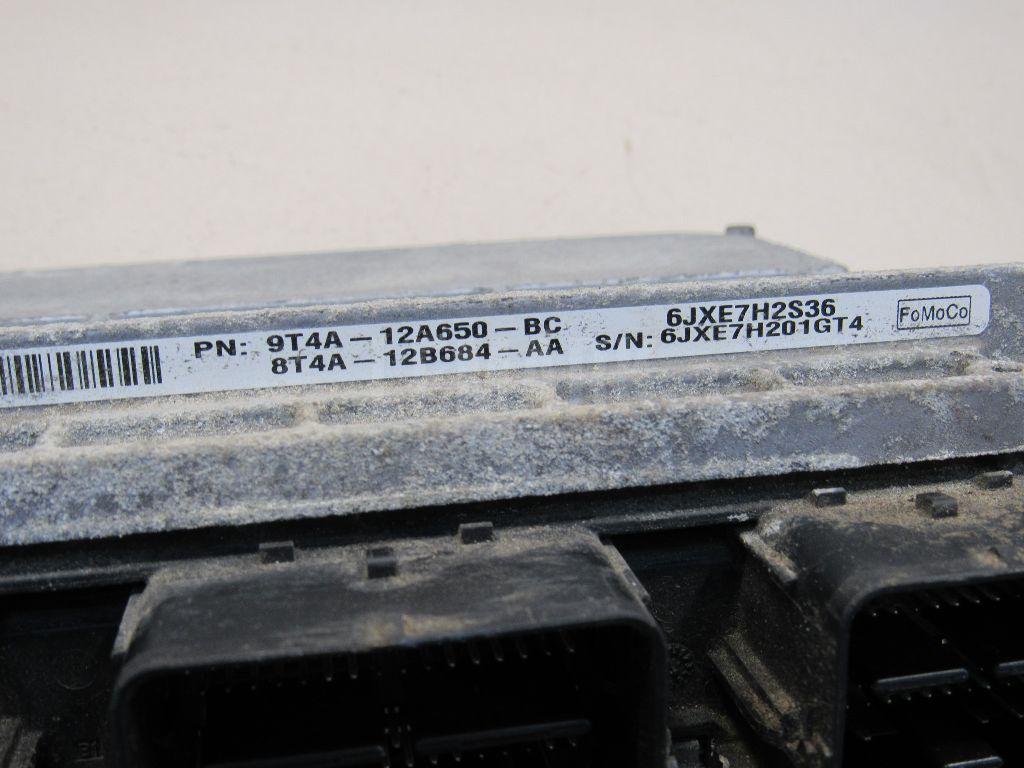 PN: 9T4A-12A650-BC
8T4A-12B684-AA
6JXE7H2S36
S/N: 6JXE7H201GT4
FoMoCo